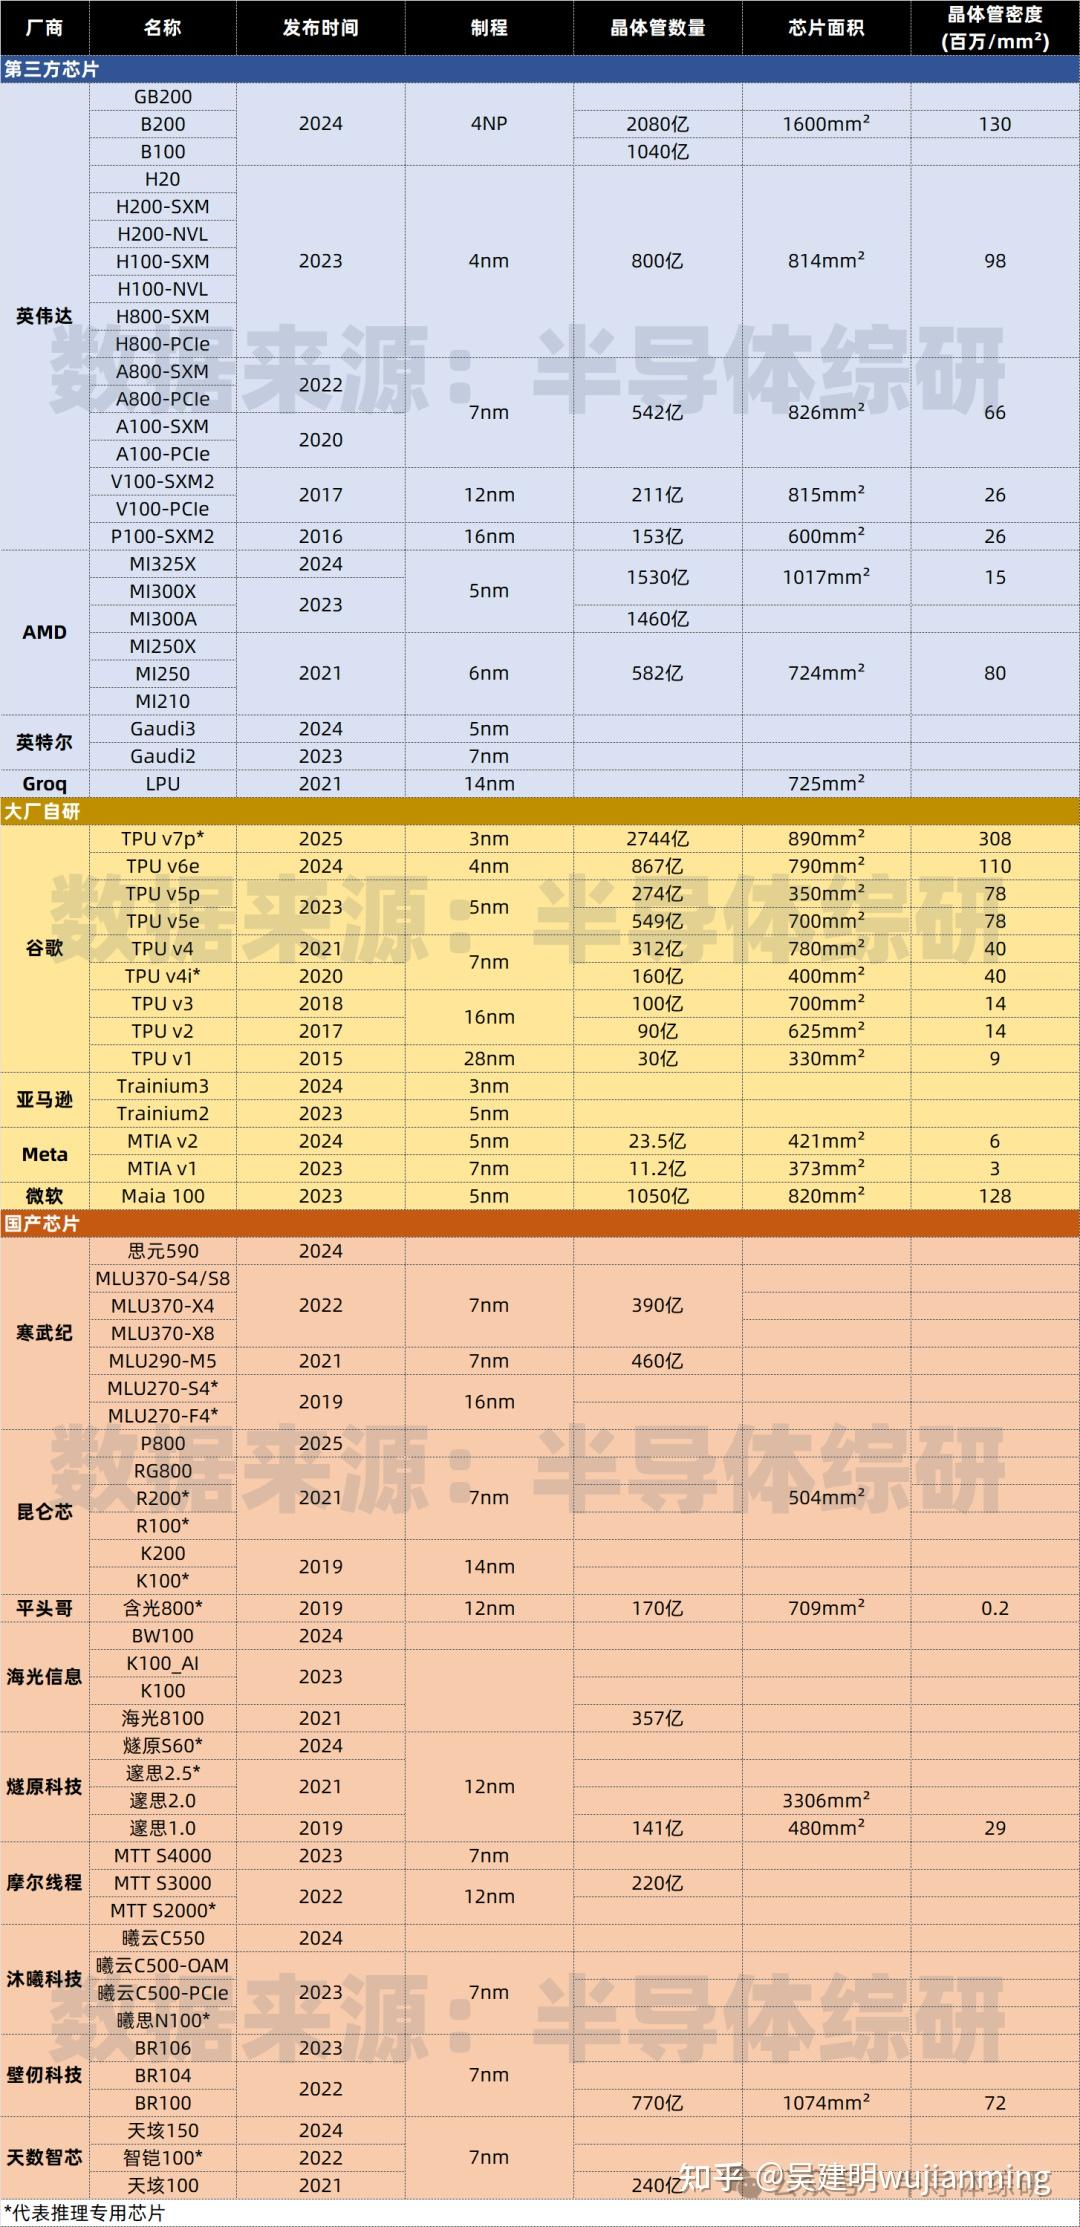 厂商 名称 发布时间 制程 晶体管数量 芯片面积 晶体管密度
(百万/mm²)
第三方芯片
英伟达
GB200
B200 2024 4NP 2080亿 1600mm² 130
B100 1040亿
H20
H200-SXM
H200-NVL
H100-SXM 2023 4nm 800亿 814mm² 98
H100-NVL
H800-SXM
H800-PCIe
A800-SXM 2022
A800-PCIe 7nm 542亿 826mm² 66
A100-SXM 2020
A100-PCIe
V100-SXM2 2017 12nm 211亿 815mm² 26
V100-PCIe
P100-SXM2 2016 16nm 153亿 600mm² 26
AMD
MI325X 2024 1530亿 1017mm² 15
MI300X 2023 5nm
MI300A 1460亿
MI250X
MI250 2021 6nm 582亿 724mm² 80
MI210
英特尔
Gaudi3 2024 5nm
Gaudi2 2023 7nm
Groq LPU 2021 14nm 725mm²
大厂自研
谷歌
TPU v7p* 2025 3nm 2744亿 890mm² 308
TPU v6e 2024 4nm 867亿 790mm² 110
TPU v5p 2023 5nm 274亿 350mm² 78
TPU v5e 549亿 700mm² 78
TPU v4 2021 7nm 312亿 780mm² 40
TPU v4i* 2020 160亿 400mm² 40
TPU v3 2018 16nm 100亿 700mm² 14
TPU v2 2017 90亿 625mm² 14
TPU v1 2015 28nm 30亿 330mm² 9
亚马逊
Trainium3 2024 3nm
Trainium2 2023 5nm
Meta
MTIA v2 2024 5nm 23.5亿 421mm² 6
MTIA v1 2023 7nm 11.2亿 373mm² 3
微软 Maia 100 2023 5nm 1050亿 820mm² 128
国产芯片
寒武纪
思元590 2024
MLU370-S4/S8
MLU370-X4 2022 7nm 390亿
MLU370-X8
MLU290-M5 2021 7nm 460亿
MLU270-S4* 2019 16nm
MLU270-F4*
昆仑芯
P800 2025
RG800
R200* 2021 7nm 504mm²
R100*
K200 2019 14nm
K100*
平头哥 含光800* 2019 12nm 170亿 709mm² 0.2
海光信息
BW100 2024
K100_AI 2023
K100
海光8100 2021 357亿
燧原科技
燧原S60* 2024
邃思2.5* 2021 12nm
邃思2.0 3306mm²
邃思1.0 2019 141亿 480mm² 29
摩尔线程
MTT S4000 2023 7nm
MTT S3000 2022 12nm 220亿
MTT S2000*
沐曦科技
曦云C550 2024
曦云C500-OAM
曦云C500-PCIe 2023 7nm
曦思N100*
壁仞科技
BR106 2023
BR104 2022 7nm
BR100 770亿 1074mm² 72
天数智芯
天垓150 2024
智铠100* 2022 7nm
天垓100 2021 240亿
*代表推理专用芯片
数据来源：半导体综研
数据来源：半导体综研
数据来源：半导体综研
数据来源：半导体综研
知乎 @吴建明wujianming